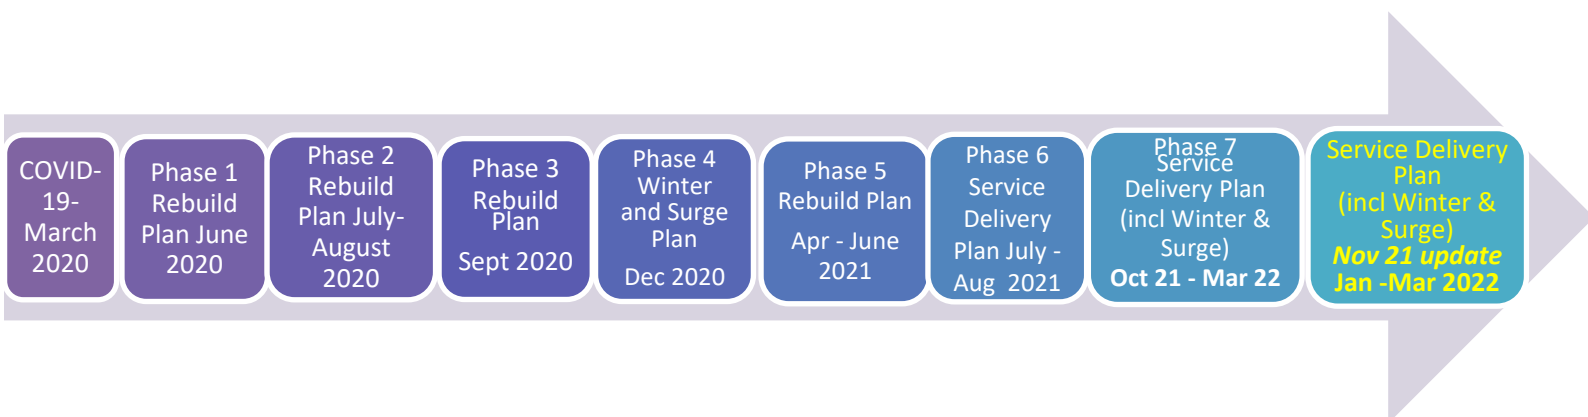 COVID-
19-
March
2020
Phase 1
Rebuild
Plan June
2020
Phase 2
Rebuild
Plan July-
August
2020
Phase 3
Rebuild
Plan
Sept 2020
Phase 4
Winter
and Surge
Plan
Dec 2020
Phase 5
Rebuild Plan
Apr - June
2021
Phase 6
Service
Delivery
Plan July -
Aug 2021
Phase 7
Service
Delivery Plan
(incl Winter &
Surge)
Oct 21 - Mar 22
Service Delivery
Plan
(incl Winter &
Surge)
Nov 21 update
Jan -Mar 2022